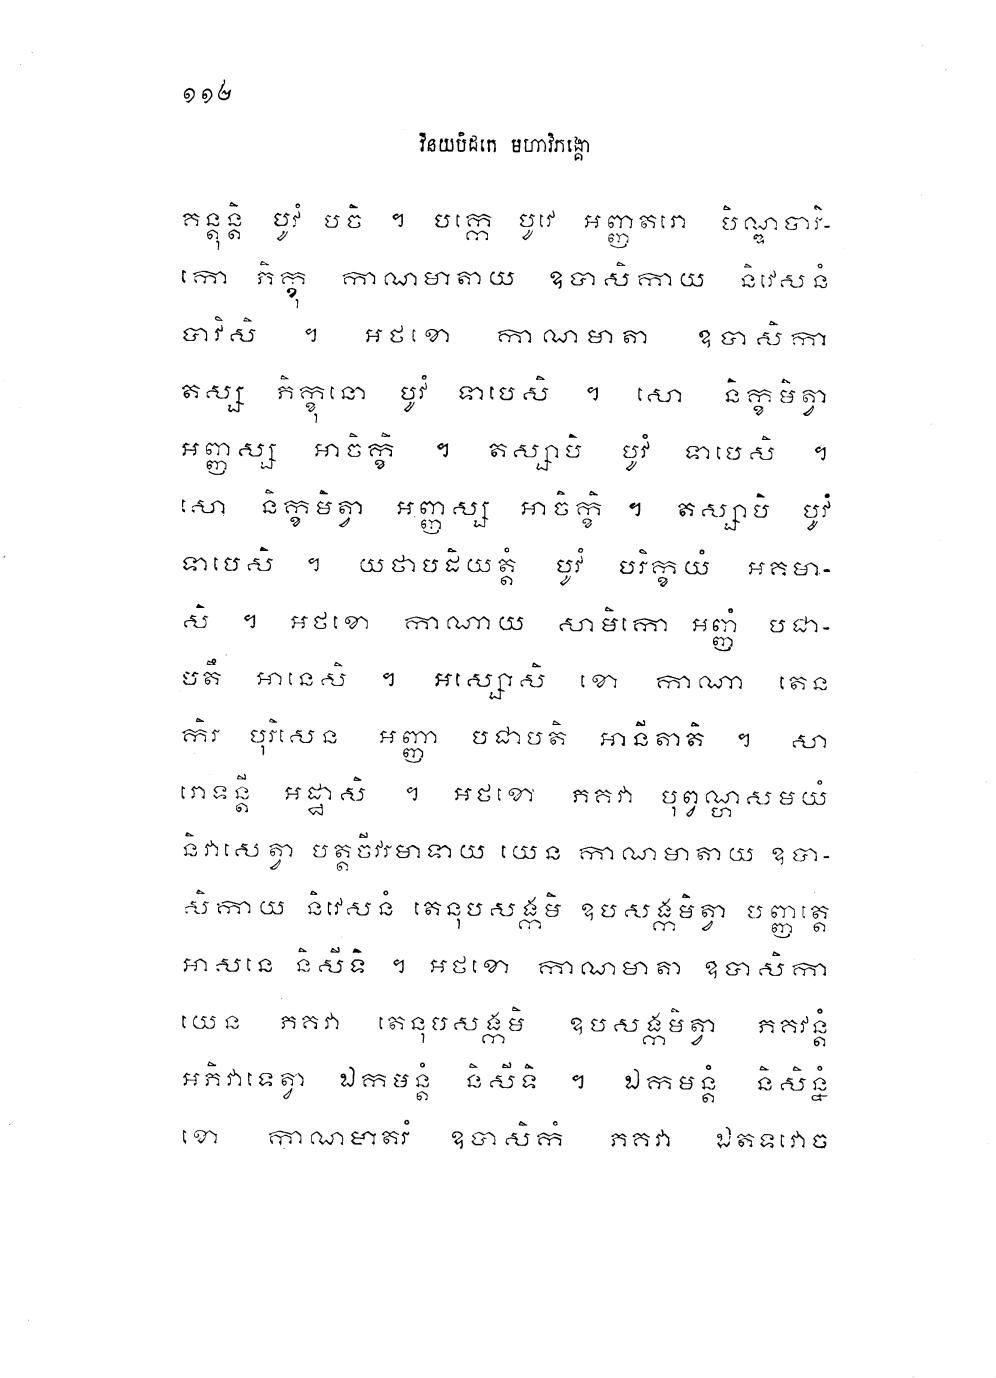 ១១៤
វិនយបិដកេ មហាវិភង្គោ
គន្តុន្តិ បូវំ បចិ ។ បក្កេ បូវេ អញ្ញតរោ បិណ្ឌចារិ-
កោ ភិក្ខុ កាណមាតាយ ឧបាសិកាយ និវេសនំ
បាវិសិ ។ អថខោ កាណមាតា ឧបាសិកា
តស្ស ភិក្ខុនោ បូវំ ទាបេសិ ។ សោ និក្ខមិត្វា
អញ្ញស្ស អាចិក្ខិ ។ តស្សាបិ បូវំ ទាបេសិ ។
សោ និក្ខមិត្វា អញ្ញស្ស អាចិក្ខិ ។ តស្សាបិ បូវំ
ទាបេសិ ។ យថាបដិយត្តំ បូវំ បរិក្ខយំ អគមា-
សិ ។ អថខោ កាណាយ សាមិកោ អញ្ញំ បជា-
បតឹ អានេសិ ។ អស្សោសិ ខោ កាណា តេន
កិរ បុរិសេន អញ្ញា បជាបតិ អានីតាតិ ។ សា
រោទន្តី អដ្ឋាសិ ។ អថខោ ភគវា បុព្វណ្ហសមយំ
និវាសេត្វា បត្តចីវរមាទាយ យេន កាណមាតាយ ឧបា-
សិកាយ និវេសនំ តេនុបសង្កមិ ឧបសង្កមិត្វា បញ្ញត្តេ
អាសនេ និសីទិ ។ អថខោ កាណមាតា ឧបាសិកា
យេន ភគវា តេនុបសង្កមិ ឧបសង្កមិត្វា ភគវន្តំ
អភិវាទេត្វា ឯកមន្តំ និសីទិ ។ ឯកមន្តំ និសិន្នំ
ខោ កាណមាតរំ ឧបាសិកំ ភគវា ឯតទវោច